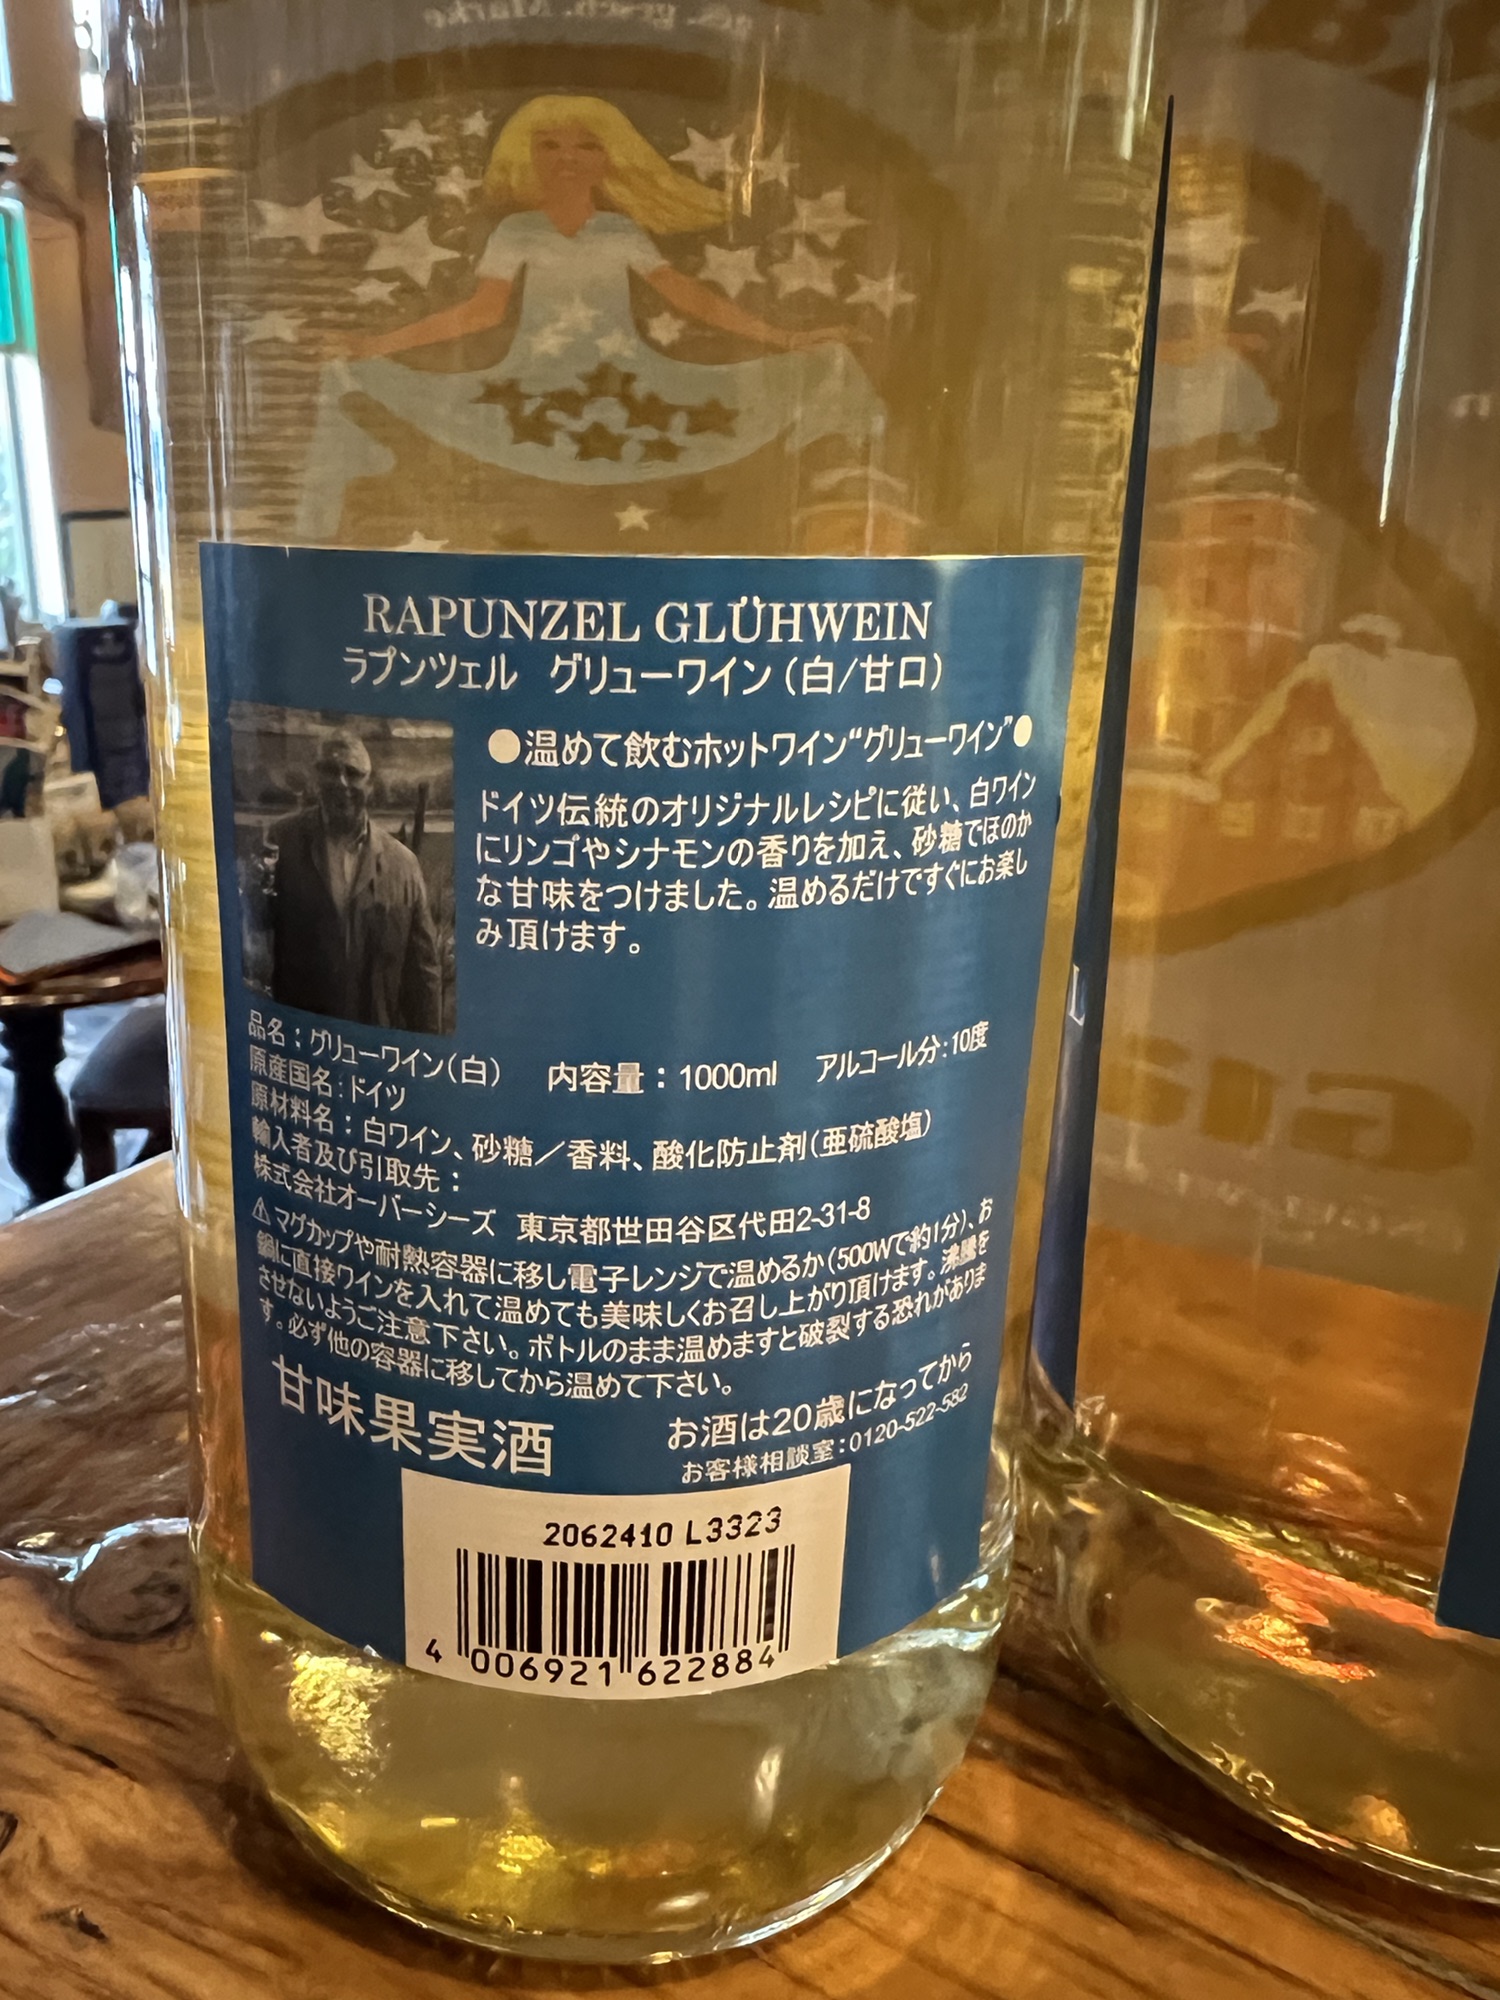 ges. gesch. Marke
RAPUNZEL GLÜHWEIN
ラプンツェル グリューワイン（白/甘口）
●温めて飲むホットワイン“グリューワイン”●
ドイツ伝統のオリジナルレシピに従い、白ワイン
にリンゴやシナモンの香りを加え、砂糖でほのか
な甘味をつけました。温めるだけですぐにお楽し
み頂けます。
品名：グリューワイン（白） 内容量：1000ml アルコール分：10度
原産国名：ドイツ
原材料名：白ワイン、砂糖／香料、酸化防止剤（亜硫酸塩）
輸入者及び引取先：
株式会社オーバーシーズ 東京都世田谷区代田2-31-8
⚠マグカップや耐熱容器に移し電子レンジで温めるか（500Wで約1分）、お
鍋に直接ワインを入れて温めても美味しくお召し上がり頂けます。沸騰を
させないようご注意下さい。ボトルのまま温めますと破裂する恐れがありま
す。必ず他の容器に移してから温めて下さい。
甘味果実酒
お酒は20歳になってから
お客様相談室：0120-522-582
2062410 L3323
4 006921 622884
L